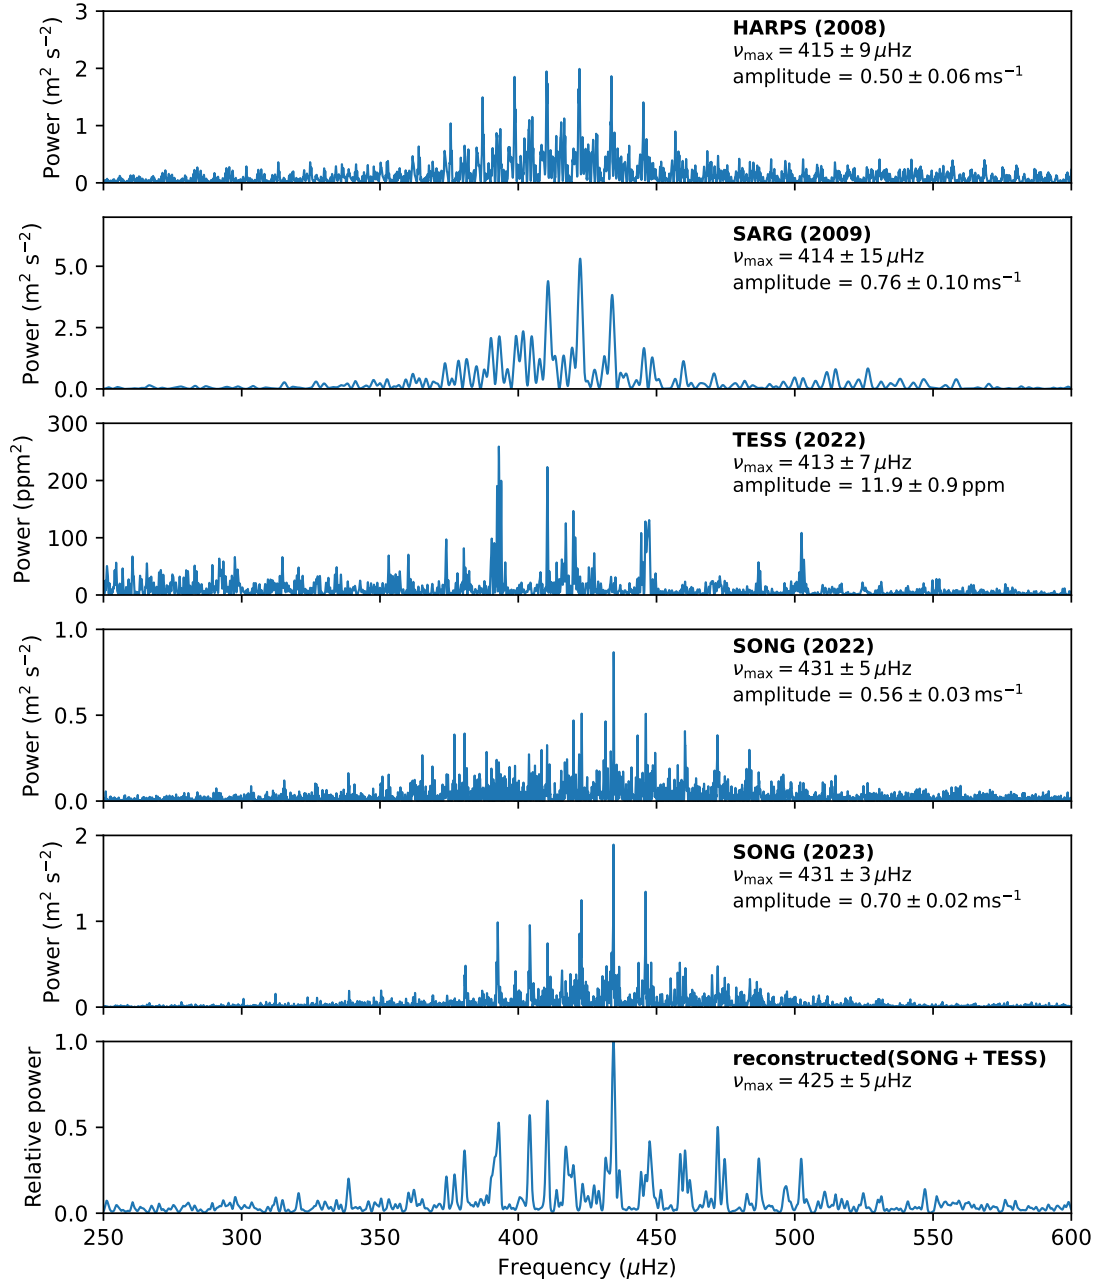 3
2
1
0
Power (m² s⁻²)
HARPS (2008)
ν_max = 415 ± 9 μHz
amplitude = 0.50 ± 0.06 ms⁻¹
5.0
2.5
0.0
Power (m² s⁻²)
SARG (2009)
ν_max = 414 ± 15 μHz
amplitude = 0.76 ± 0.10 ms⁻¹
300
200
100
0
Power (ppm²)
TESS (2022)
ν_max = 413 ± 7 μHz
amplitude = 11.9 ± 0.9 ppm
1.0
0.5
0.0
Power (m² s⁻²)
SONG (2022)
ν_max = 431 ± 5 μHz
amplitude = 0.56 ± 0.03 ms⁻¹
2
1
0
Power (m² s⁻²)
SONG (2023)
ν_max = 431 ± 3 μHz
amplitude = 0.70 ± 0.02 ms⁻¹
1.0
0.5
0.0
Relative power
reconstructed(SONG + TESS)
ν_max = 425 ± 5 μHz
250 300 350 400 450 500 550 600
Frequency (μHz)